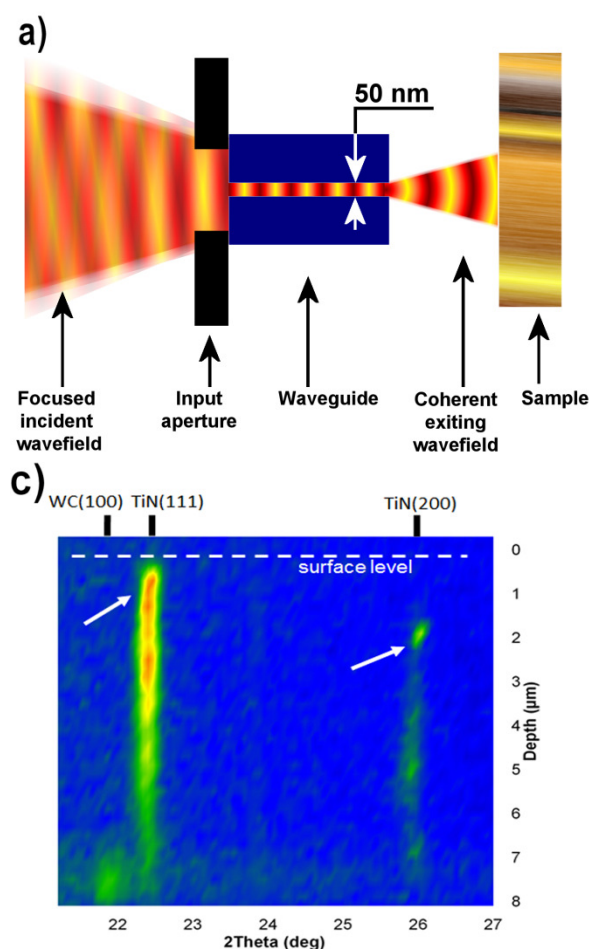 a)
50 nm
Focused
incident
wavefield
Input
aperture
Waveguide
Coherent
exiting
wavefield
Sample
c)
WC(100) TiN(111) TiN(200)
surface level
0
1
2
3
4
5
6
7
8
Depth (μm)
22 23 24 25 26 27
2Theta (deg)